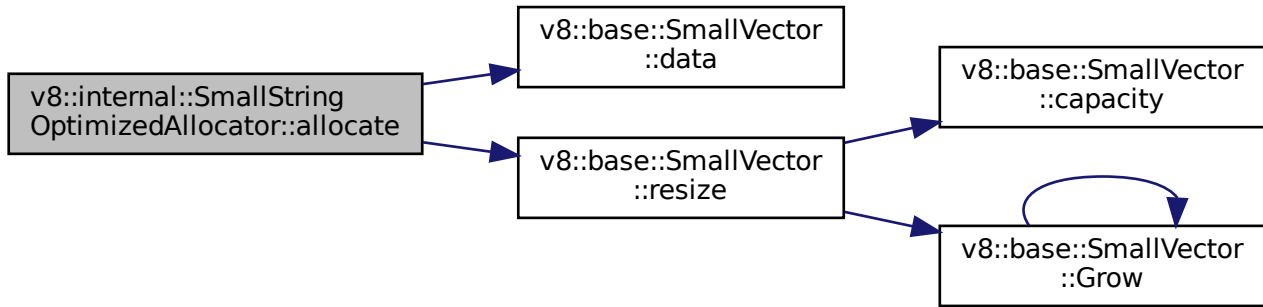 v8::internal::SmallString
OptimizedAllocator::allocate
v8::base::SmallVector
::data
v8::base::SmallVector
::resize
v8::base::SmallVector
::capacity
v8::base::SmallVector
::Grow